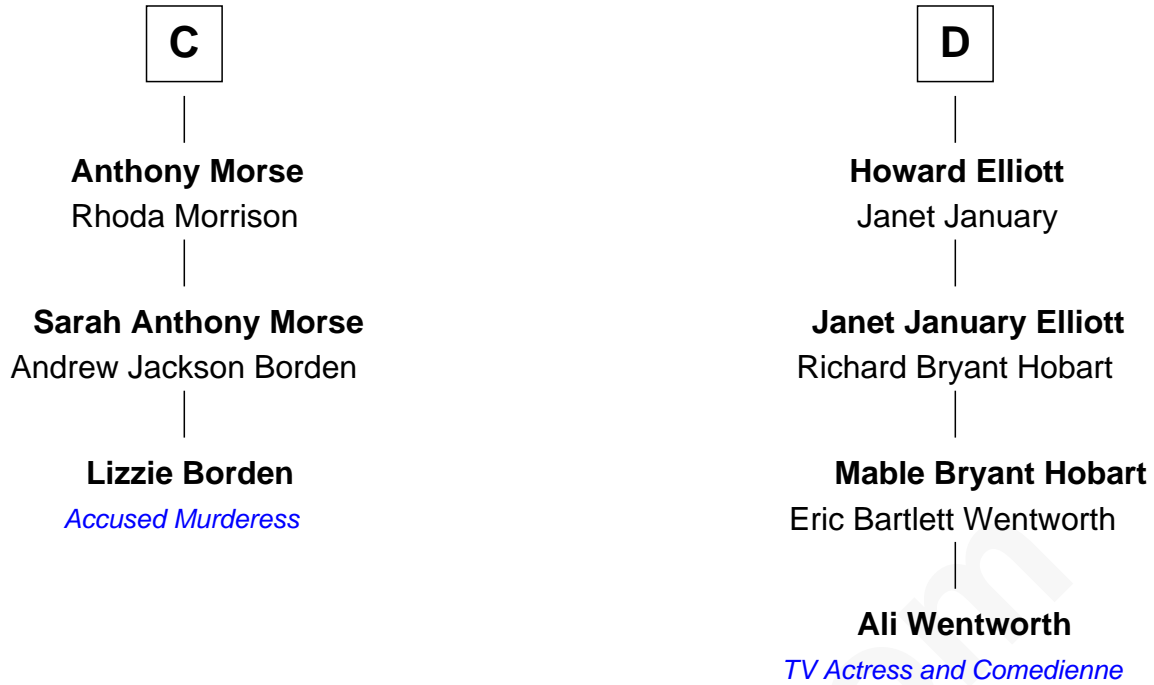 C
Anthony Morse
Rhoda Morrison
Sarah Anthony Morse
Andrew Jackson Borden
Lizzie Borden
Accused Murderess
D
Howard Elliott
Janet January
Janet January Elliott
Richard Bryant Hobart
Mable Bryant Hobart
Eric Bartlett Wentworth
Ali Wentworth
TV Actress and Comedienne